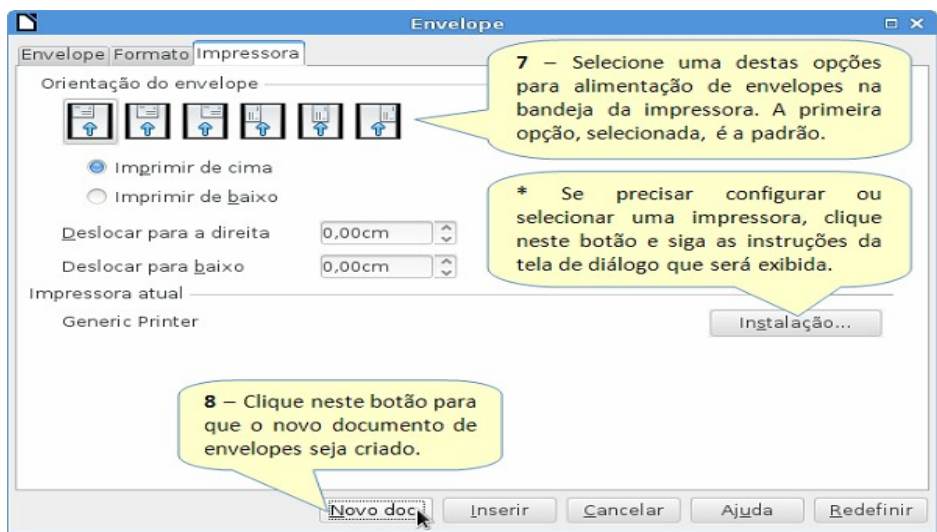 Envelope
Envelope Formato Impressora
7 – Selecione uma destas opções
para alimentação de envelopes na
bandeja da impressora. A primeira
opção, selecionada, é a padrão.
Orientação do envelope
Imprimir de cima
Imprimir de baixo
* Se precisar configurar ou
selecionar uma impressora, clique
neste botão e siga as instruções da
tela de diálogo que será exibida.
Deslocar para a direita 0,00cm
Deslocar para baixo 0,00cm
Impressora atual
Generic Printer Instalação...
8 – Clique neste botão para
que o novo documento de
envelopes seja criado.
Novo doc. Inserir Cancelar Ajuda Redefinir